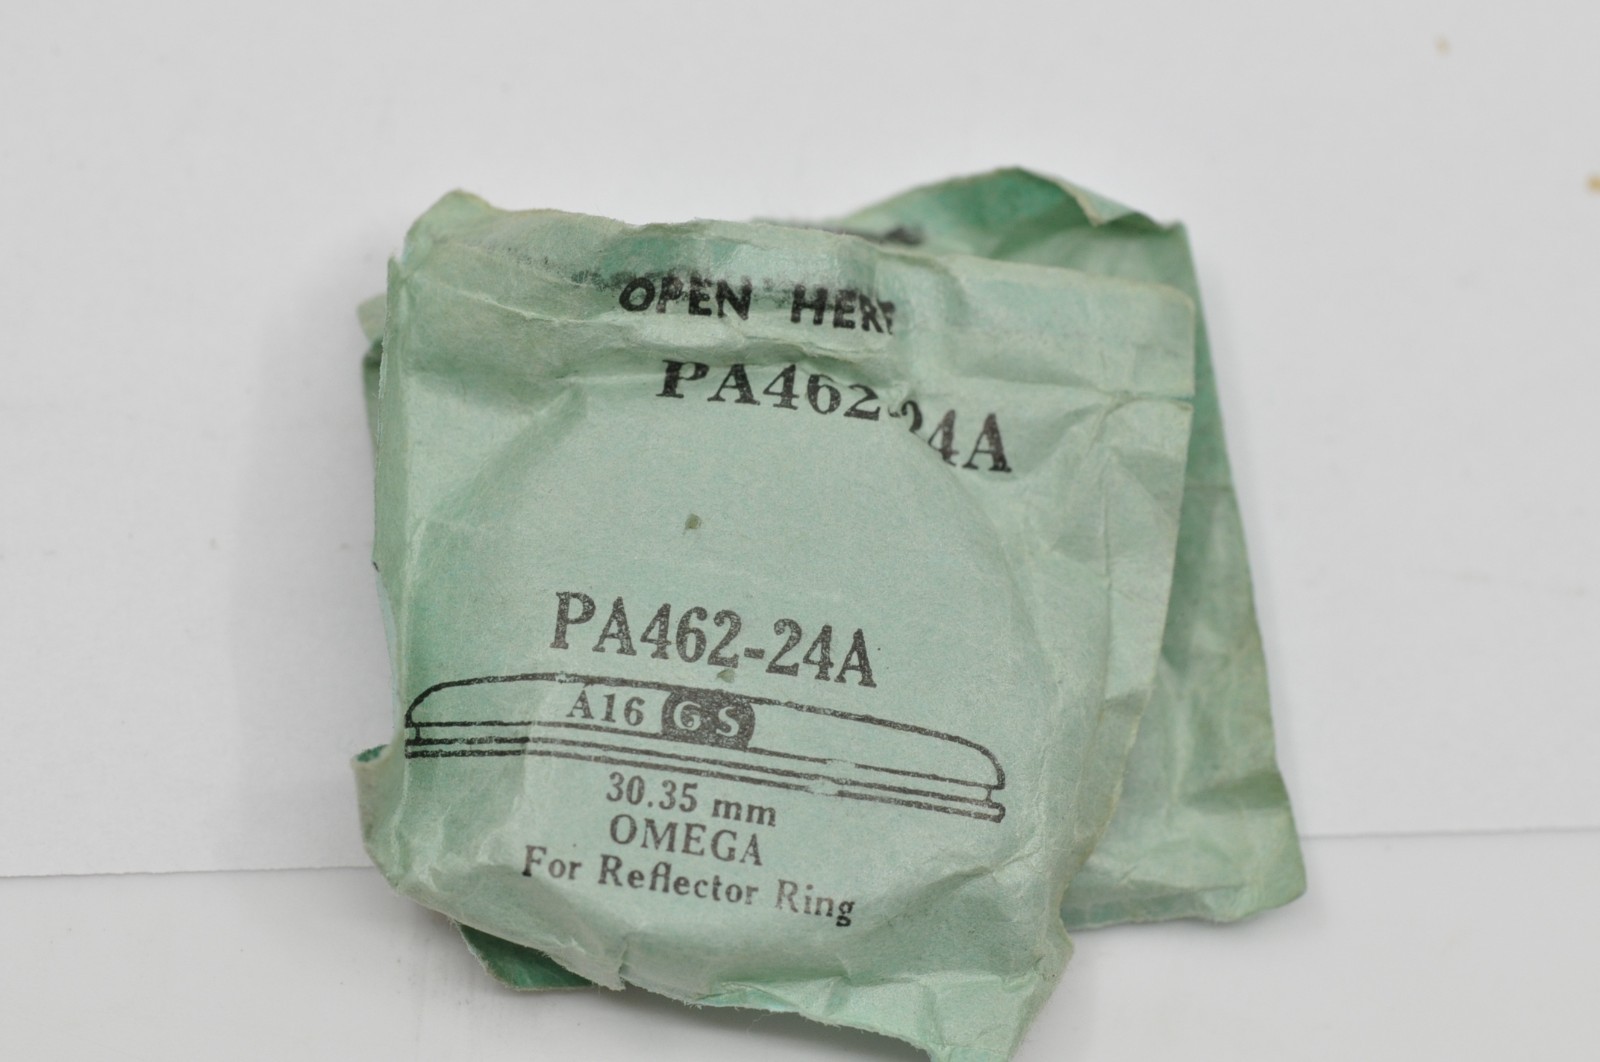 OPEN HERE
PA462-24A
PA462-24A
A16 GS
30.35 mm
OMEGA
For Reflector Ring